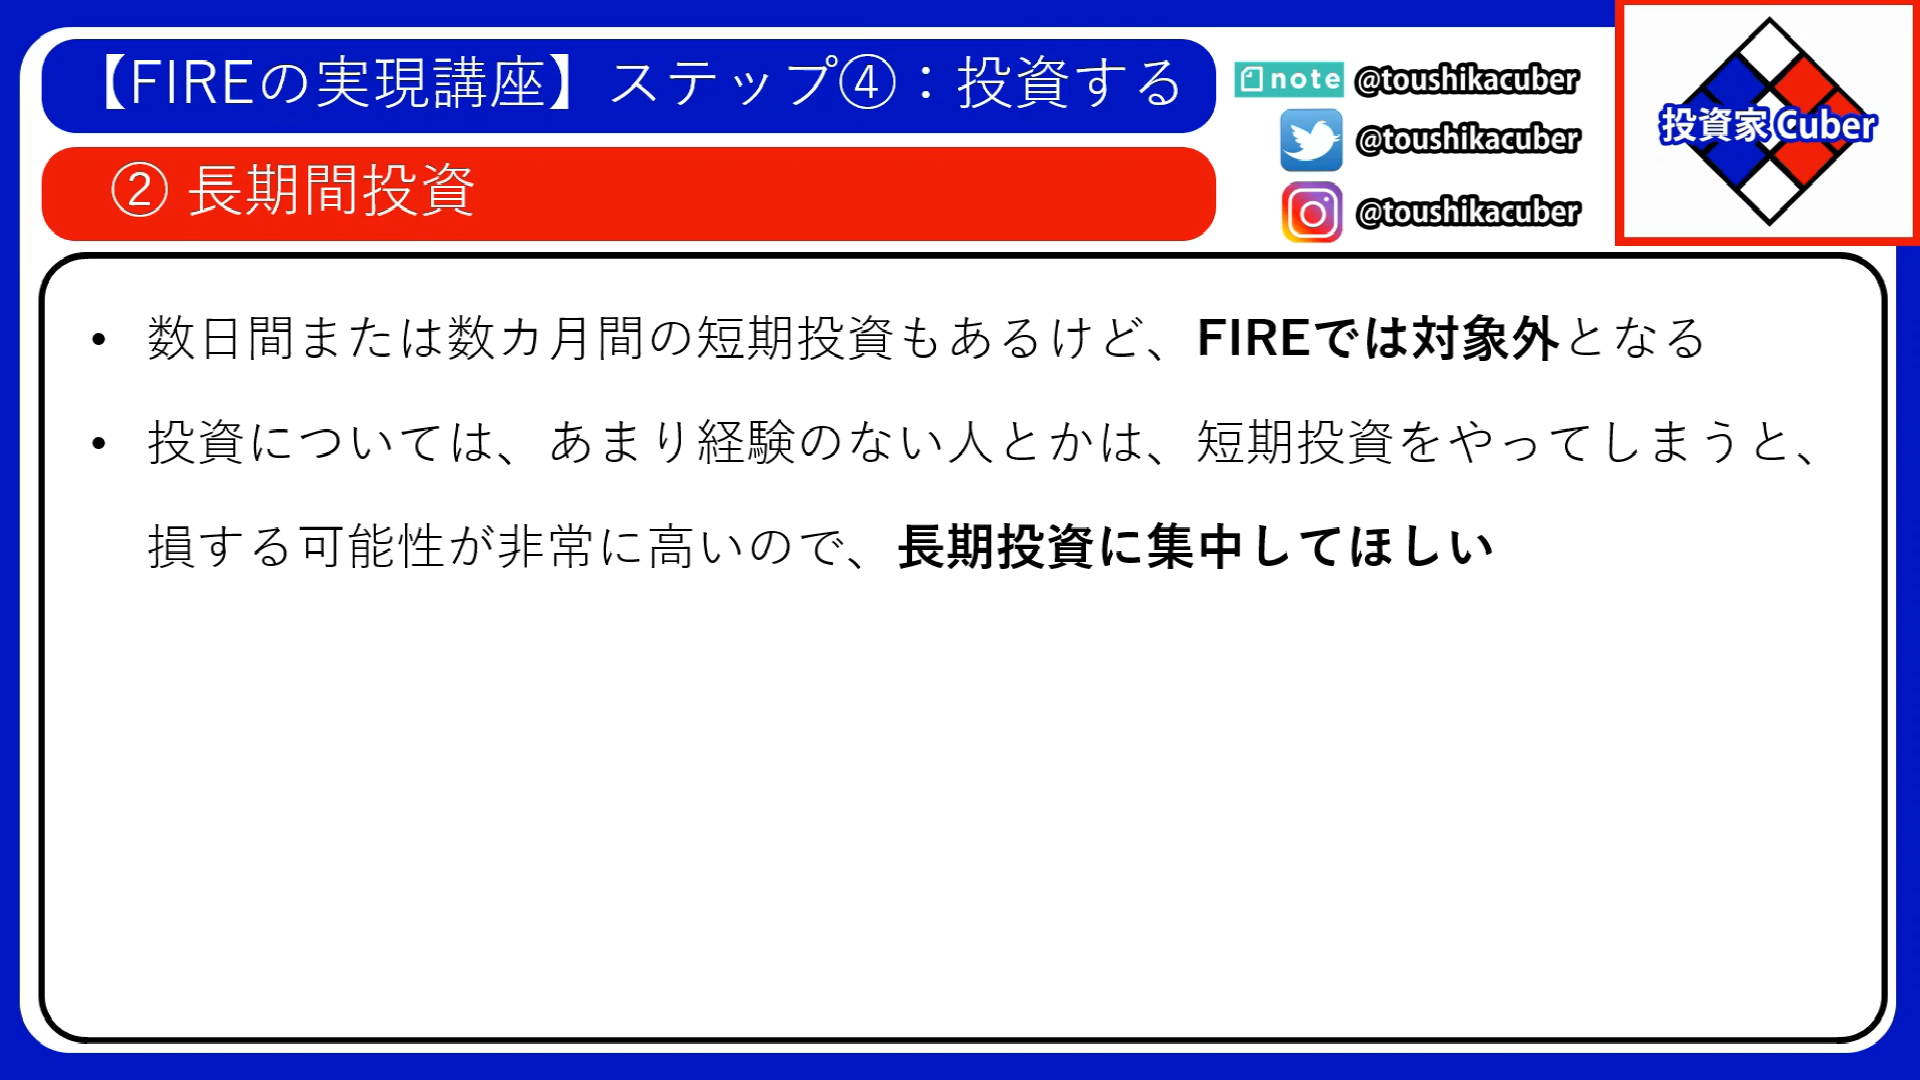 【FIREの実現講座】ステップ④：投資する
② 長期間投資
note @toushikacuber
@toushikacuber
@toushikacuber
投資家 Cuber
• 数日間または数カ月間の短期投資もあるけど、FIREでは対象外となる
• 投資については、あまり経験のない人とかは、短期投資をやってしまうと、
損する可能性が非常に高いので、長期投資に集中してほしい